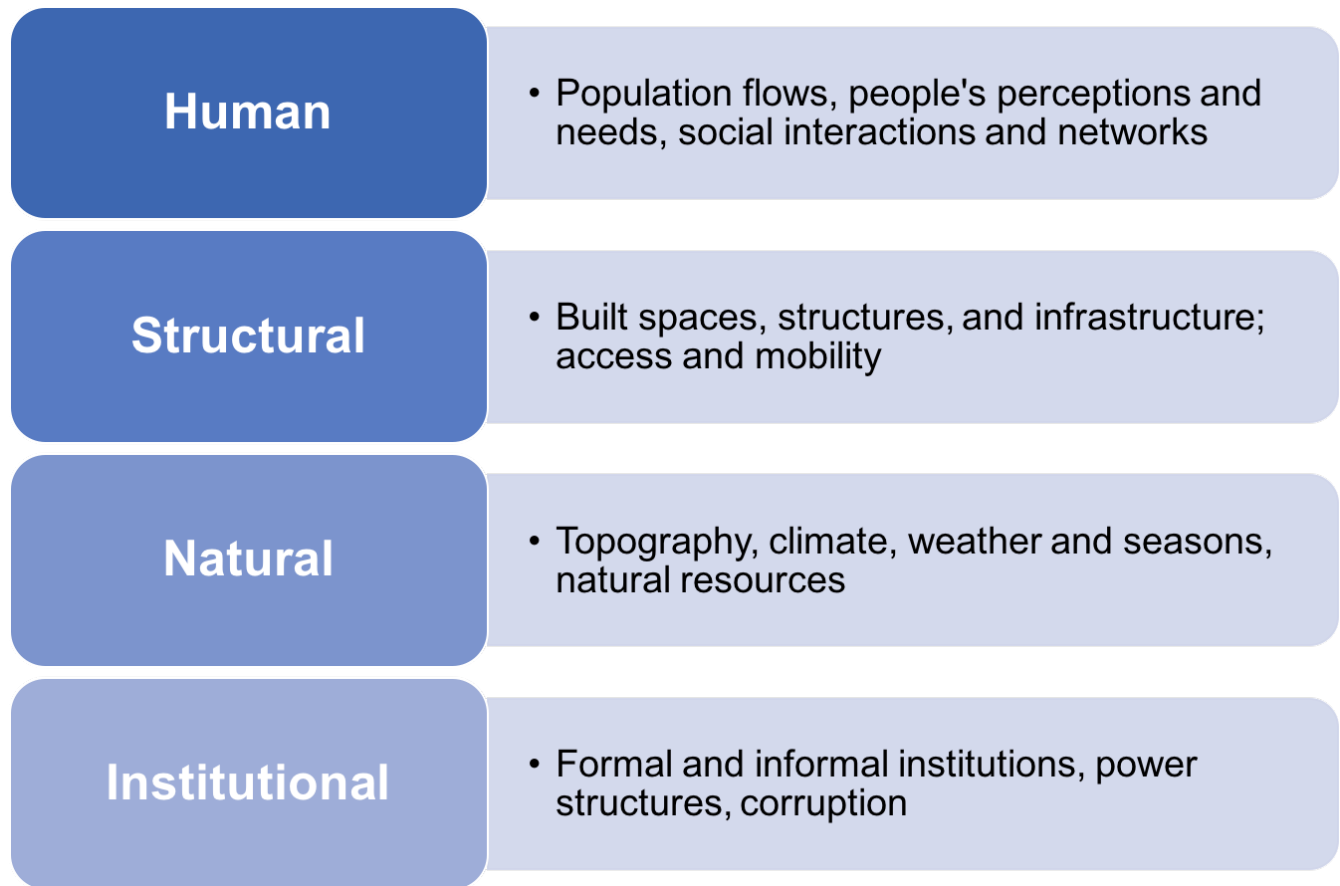 Human
• Population flows, people's perceptions and
needs, social interactions and networks
Structural
• Built spaces, structures, and infrastructure;
access and mobility
Natural
• Topography, climate, weather and seasons,
natural resources
Institutional
• Formal and informal institutions, power
structures, corruption